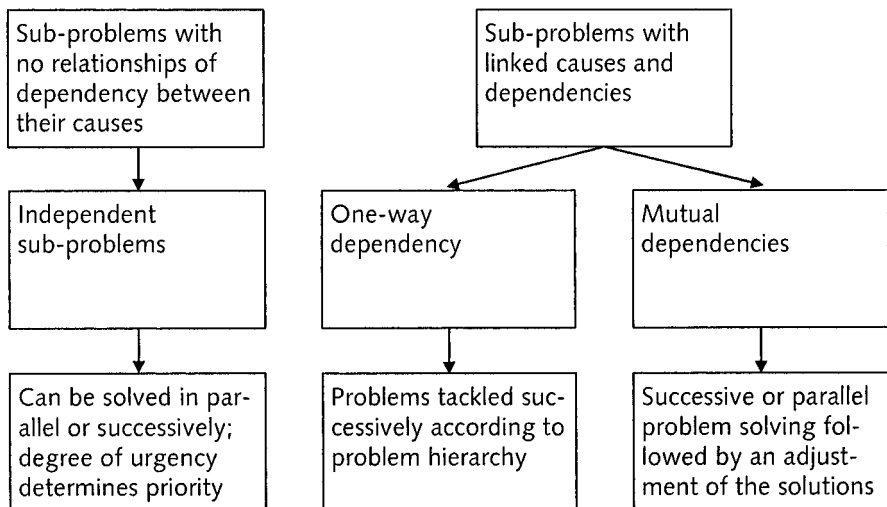 Sub-problems with
no relationships of
dependency between
their causes
Sub-problems with
linked causes and
dependencies
Independent
sub-problems
One-way
dependency
Mutual
dependencies
Can be solved in par-
allel or successively;
degree of urgency
determines priority
Problems tackled suc-
cessively according to
problem hierarchy
Successive or parallel
problem solving fol-
lowed by an adjust-
ment of the solutions